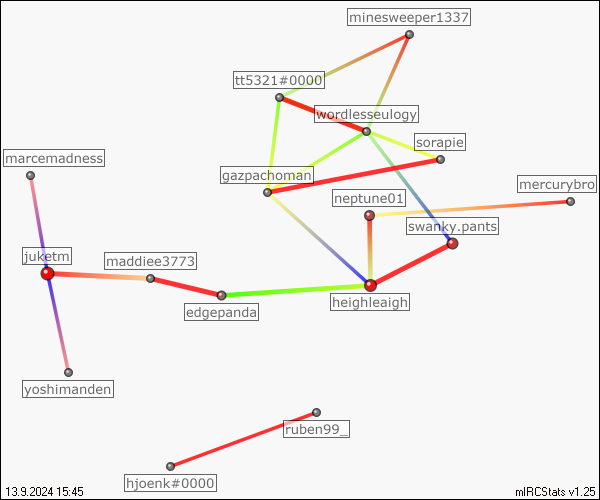 minesweeper1337
tt5321#0000
wordlesseulogy
sorapie
marcemadness
gazpachoman
mercurybro
neptune01
swanky.pants
juketm
maddiee3773
heighleaigh
edgepanda
yoshimanden
ruben99_
hjoenk#0000
13.9.2024 15:45
mIRCStats v1.25